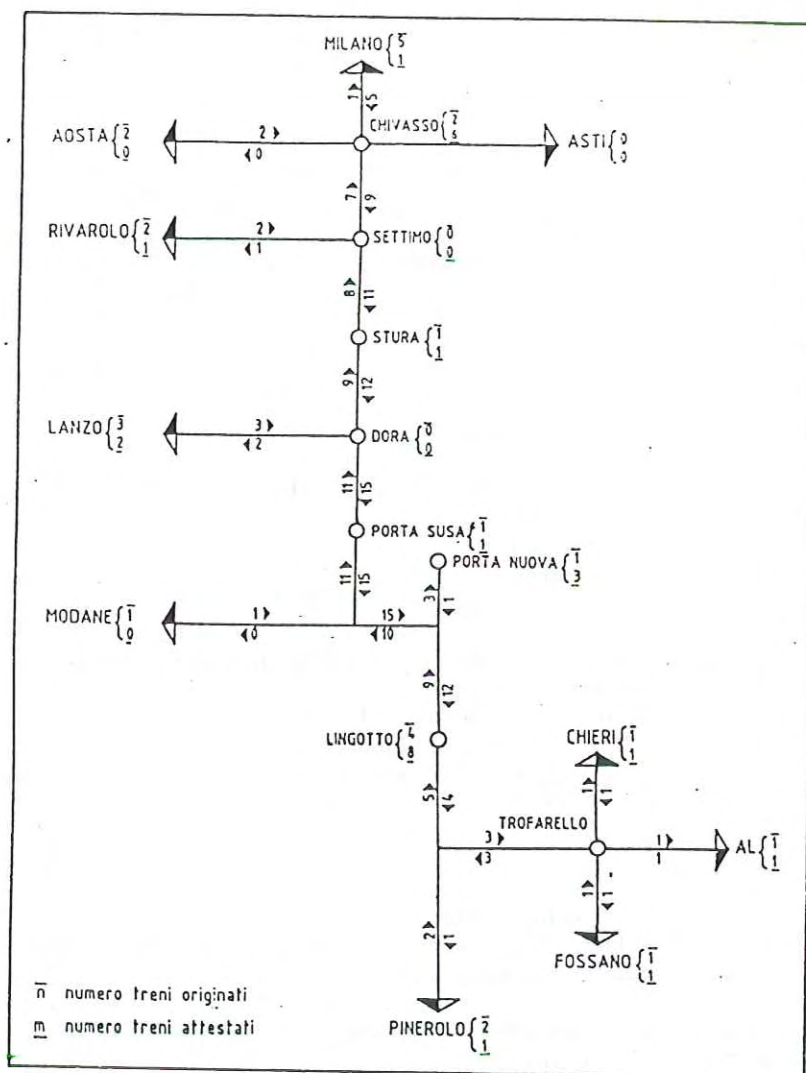 MILANO { 5 1
1 5
AOSTA { 2 0
2 0
CHIVASSO { 2 5
ASTI { 0 0
7 9
RIVAROLO { 2 1
2 1
SETTIMO { 0 0
8 11
STURA { 1 1
9 12
LANZO { 3 2
3 2
DORA { 0 0
11 15
PORTA SUSA { 1 1
PORTA NUOVA { 1 3
11 15
3 1
MODANE { 1 0
1 0
15 10
9 12
LINGOTTO { 4 8
CHIERI { 1 1
5 4
1 1
TROFARELLO
3 3
1 1
AL { 1 1
1 1
2 1
FOSSANO { 1 1
n̅ numero treni originati
m̲ numero treni attestati
PINEROLO { 2 1